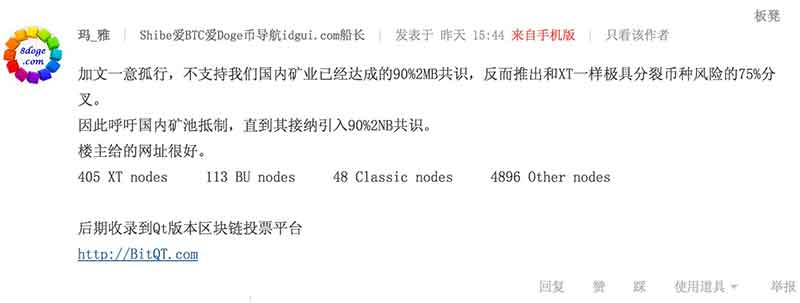 板凳
8doge
.com
玛_雅 | Shibe爱BTC爱Doge币导航idgui.com船长 | 发表于 昨天 15:44 来自手机版 | 只看该作者
加文一意孤行，不支持我们国内矿业已经达成的90%2MB共识，反而推出和XT一样极具分裂币种风险的75%分
叉。
因此呼吁国内矿池抵制，直到其接纳引入90%2NB共识。
楼主给的网址很好。
405 XT nodes 113 BU nodes 48 Classic nodes 4896 Other nodes
后期收录到Qt版本区块链投票平台
http://BitQT.com
回复 赞 踩 使用道具 举报